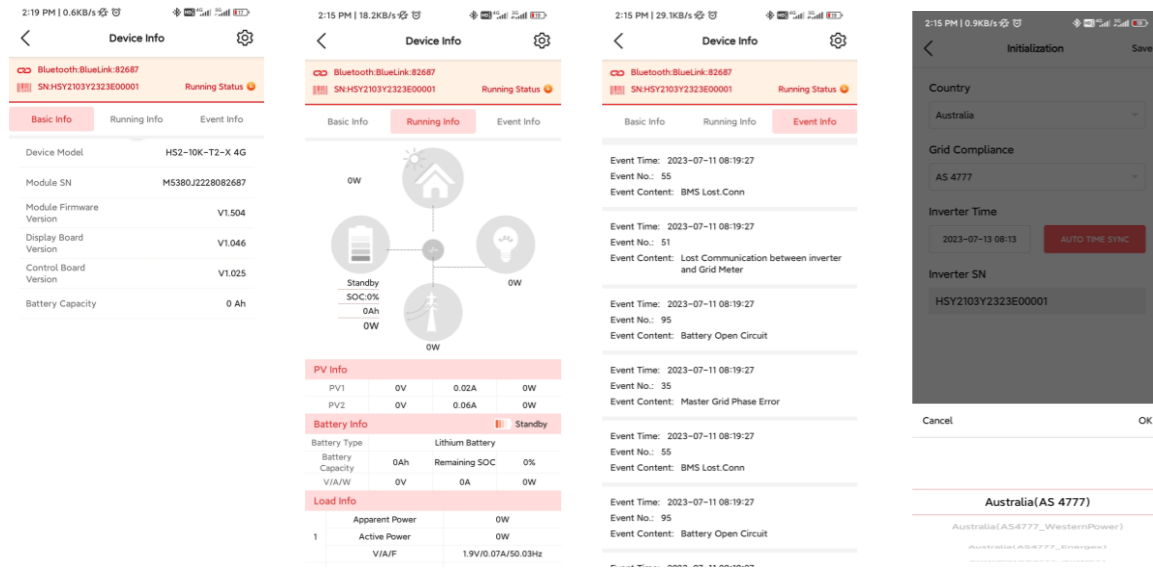 2:19 PM | 0.6KB/s
Device Info
Bluetooth:BlueLink:82687
SN:HSY2103Y2323E00001 Running Status
Basic Info Running Info Event Info
Device Model HS2-10K-T2-X 4G
Module SN M5380J2228082687
Module Firmware Version V1.504
Display Board Version V1.046
Control Board Version V1.025
Battery Capacity 0 Ah
2:15 PM | 18.2KB/s
Device Info
Bluetooth:BlueLink:82687
SN:HSY2103Y2323E00001 Running Status
Basic Info Running Info Event Info
0W
Standby
SOC:0%
0Ah
0W
0W
0W
PV Info
PV1 0V 0.02A 0W
PV2 0V 0.06A 0W
Battery Info Standby
Battery Type Lithium Battery
Battery Capacity 0Ah Remaining SOC 0%
V/A/W 0V 0A 0W
Load Info
Apparent Power 0W
1 Active Power 0W
V/A/F 1.9V/0.07A/50.03Hz
2:15 PM | 29.1KB/s
Device Info
Bluetooth:BlueLink:82687
SN:HSY2103Y2323E00001 Running Status
Basic Info Running Info Event Info
Event Time: 2023-07-11 08:19:27
Event No.: 55
Event Content: BMS Lost.Conn
Event Time: 2023-07-11 08:19:27
Event No.: 51
Event Content: Lost Communication between inverter
and Grid Meter
Event Time: 2023-07-11 08:19:27
Event No.: 95
Event Content: Battery Open Circuit
Event Time: 2023-07-11 08:19:27
Event No.: 35
Event Content: Master Grid Phase Error
Event Time: 2023-07-11 08:19:27
Event No.: 55
Event Content: BMS Lost.Conn
Event Time: 2023-07-11 08:19:27
Event No.: 95
Event Content: Battery Open Circuit
2:15 PM | 0.9KB/s
Initialization Save
Country
Australia
Grid Compliance
AS 4777
Inverter Time
2023-07-13 08:13 AUTO TIME SYNC
Inverter SN
HSY2103Y2323E00001
Cancel OK
Australia(AS 4777)
Australia(AS4777_WesternPower)
Australia(AS4777_Energex)